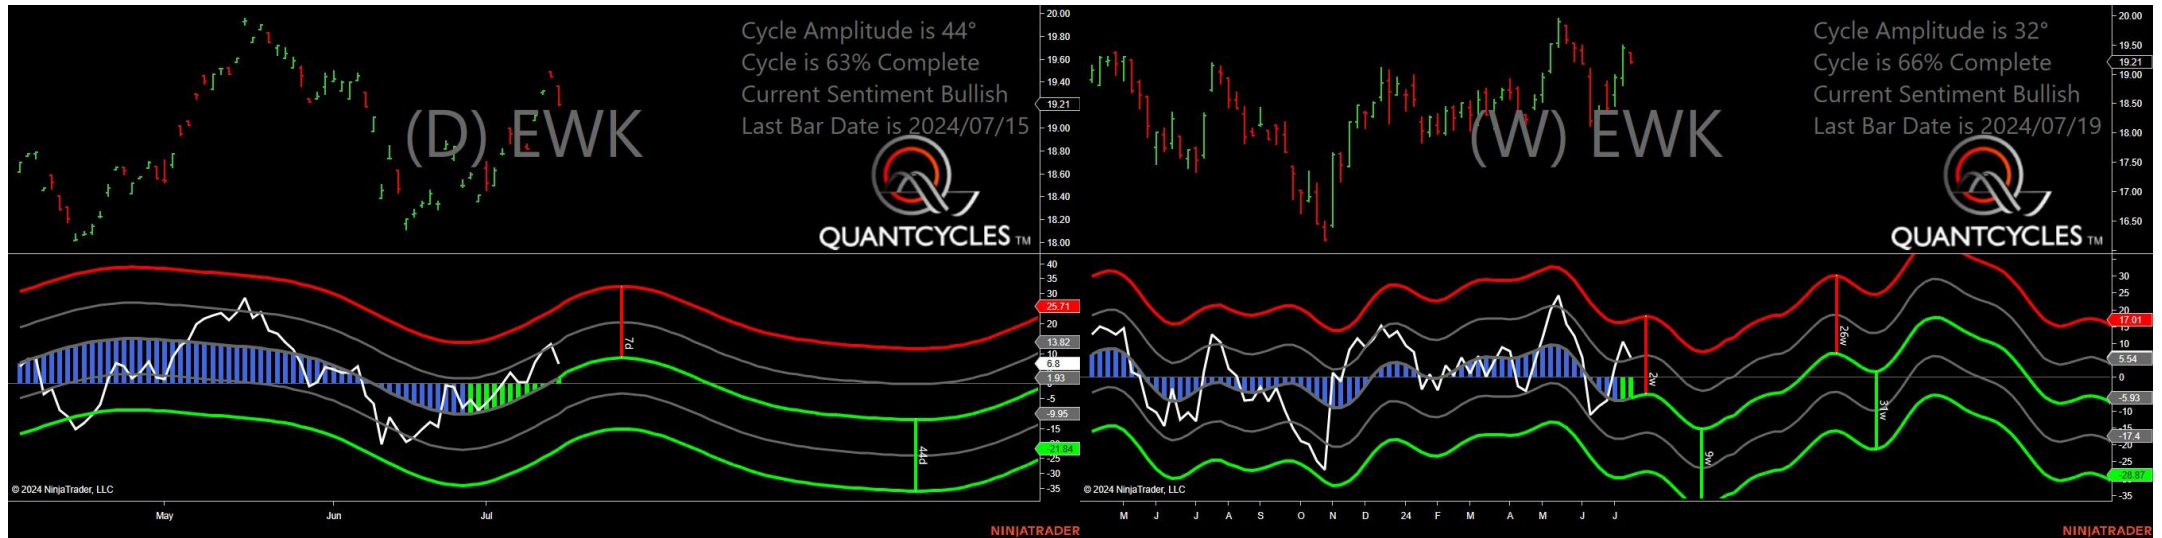 Cycle Amplitude is 44°
Cycle is 63% Complete
Current Sentiment Bullish
Last Bar Date is 2024/07/15
(D) EWK
QUANTCYCLES TM
20.00
19.80
19.60
19.40
19.21
19.00
18.80
18.60
18.40
18.20
18.00
40
35
30
25.71
20
13.82
10
6.8
1.93
-5
-9.95
-15
-21.84
-25
-30
-35
7d
44d
© 2024 NinjaTrader, LLC
May Jun Jul
NINJATRADER
Cycle Amplitude is 32°
Cycle is 66% Complete
Current Sentiment Bullish
Last Bar Date is 2024/07/19
(W) EWK
QUANTCYCLES TM
20.00
19.50
19.21
19.00
18.50
18.00
17.50
17.00
16.50
30
25
20
17.01
10
5.54
0
-5.93
-10
-15
-17.4
-20
-25
-28.87
-35
2w
9w
26w
31w
© 2024 NinjaTrader, LLC
M J J A S O N D 24 F M A M J J
NINJATRADER